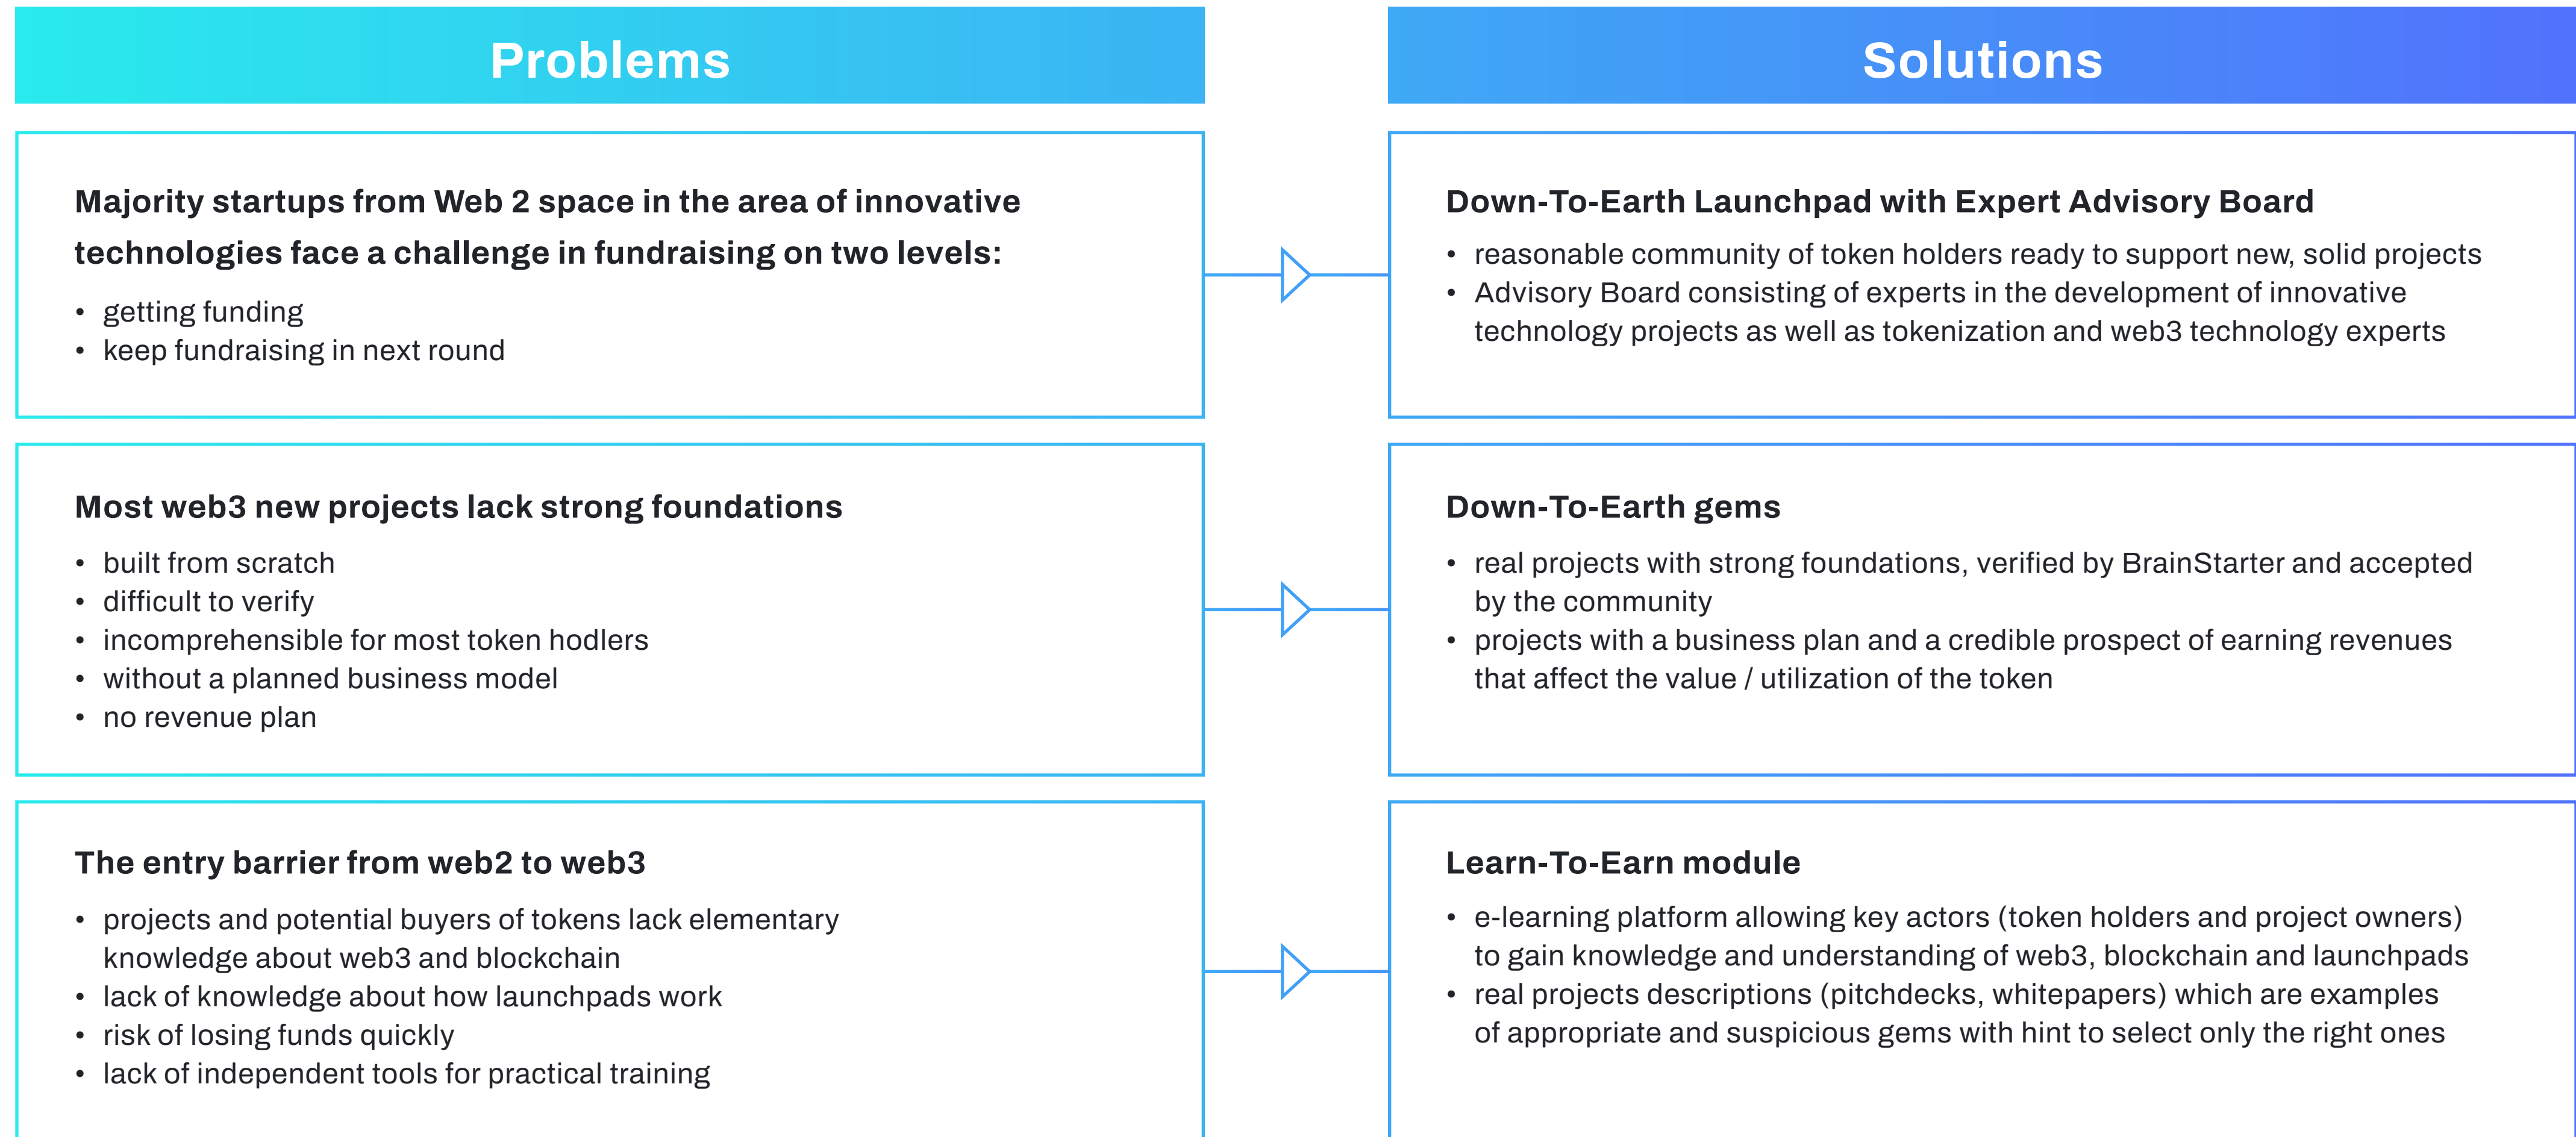 Problems
Solutions
Majority startups from Web 2 space in the area of innovative
technologies face a challenge in fundraising on two levels:
• getting funding
• keep fundraising in next round
Down-To-Earth Launchpad with Expert Advisory Board
• reasonable community of token holders ready to support new, solid projects
• Advisory Board consisting of experts in the development of innovative
technology projects as well as tokenization and web3 technology experts
Most web3 new projects lack strong foundations
• built from scratch
• difficult to verify
• incomprehensible for most token hodlers
• without a planned business model
• no revenue plan
Down-To-Earth gems
• real projects with strong foundations, verified by BrainStarter and accepted
by the community
• projects with a business plan and a credible prospect of earning revenues
that affect the value / utilization of the token
The entry barrier from web2 to web3
• projects and potential buyers of tokens lack elementary
knowledge about web3 and blockchain
• lack of knowledge about how launchpads work
• risk of losing funds quickly
• lack of independent tools for practical training
Learn-To-Earn module
• e-learning platform allowing key actors (token holders and project owners)
to gain knowledge and understanding of web3, blockchain and launchpads
• real projects descriptions (pitchdecks, whitepapers) which are examples
of appropriate and suspicious gems with hint to select only the right ones